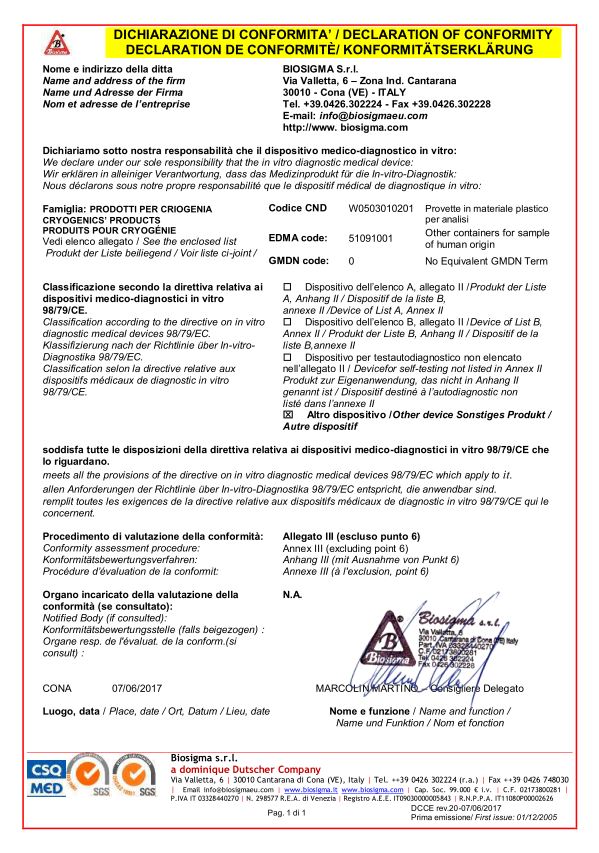 DICHIARAZIONE DI CONFORMITA' / DECLARATION OF CONFORMITY
DECLARATION DE CONFORMITÈ/ KONFORMITÄTSERKLÄRUNG
Nome e indirizzo della ditta
Name and address of the firm
Name und Adresse der Firma
Nom et adresse de l'entreprise
BIOSIGMA S.r.l.
Via Valletta, 6 – Zona Ind. Cantarana
30010 - Cona (VE) - ITALY
Tel. +39.0426.302224 - Fax +39.0426.302228
E-mail: info@biosigmaeu.com
http://www. biosigma.com
Dichiariamo sotto nostra responsabilità che il dispositivo medico-diagnostico in vitro:
We declare under our sole responsibility that the in vitro diagnostic medical device:
Wir erklären in alleiniger Verantwortung, dass das Medizinprodukt für die In-vitro-Diagnostik:
Nous déclarons sous notre propre responsabilité que le dispositif médical de diagnostique in vitro:
Famiglia: PRODOTTI PER CRIOGENIA
CRYOGENICS' PRODUCTS
PRODUITS POUR CRYOGÉNIE
Vedi elenco allegato / See the enclosed list
Produkt der Liste beiliegend / Voir liste ci-joint /
Codice CND W0503010201 Provette in materiale plastico
per analisi
EDMA code: 51091001 Other containers for sample
of human origin
GMDN code: 0 No Equivalent GMDN Term
Classificazione secondo la direttiva relativa ai
dispositivi medico-diagnostici in vitro
98/79/CE.
Classification according to the directive on in vitro
diagnostic medical devices 98/79/EC.
Klassifizierung nach der Richtlinie über In-vitro-
Diagnostika 98/79/EG.
Classification selon la directive relative aux
dispositifs médicaux de diagnostic in vitro
98/79/CE.
☐ Dispositivo dell'elenco A, allegato II /Produkt der Liste
A, Anhang II / Dispositif de la liste B,
annexe II /Device of List A, Annex II
☐ Dispositivo dell'elenco B, allegato II /Device of List B,
Annex II / Produkt der Liste B, Anhang II / Dispositif de la
liste B,annexe II
☐ Dispositivo per testautodiagnostico non elencato
nell'allegato II / Devicefor self-testing not listed in Annex II
Produkt zur Eigenanwendung, das nicht in Anhang II
genannt ist / Dispositif destiné à l'autodiagnostic non
listé dans l'annexe II
☒ Altro dispositivo /Other device Sonstiges Produkt /
Autre dispositif
soddisfa tutte le disposizioni della direttiva relativa ai dispositivi medico-diagnostici in vitro 98/79/CE che
lo riguardano.
meets all the provisions of the directive on in vitro diagnostic medical devices 98/79/EC which apply to it.
allen Anforderungen der Richtlinie über In-vitro-Diagnostika 98/79/EC entspricht, die anwendbar sind.
remplit toutes les exigences de la directive relative aux dispositifs médicaux de diagnostic in vitro 98/79/CE qui le
concernent.
Procedimento di valutazione della conformità:
Conformity assessment procedure:
Konformitätsbewertungsverfahren:
Procédure d'évaluation de la conformit:
Allegato III (escluso punto 6)
Annex III (excluding point 6)
Anhang III (mit Ausnahme von Punkt 6)
Annexe III (à l'exclusion, point 6)
Organo incaricato della valutazione della
conformità (se consultato):
Notified Body (if consulted):
Konformitätsbewertungsstelle (falls beigezogen) :
Organe resp. de l'évaluat. de la conform.(si
consult) :
N.A.
Biosigma
Biosigma s.r.l.
Via Valletta, 6
30010 Cantarana di Cona (VE) Italy
Part. IVA 03328440270
C.F. 02173800281
Tel. 0426 302224
Fax 0426 302228
CONA 07/06/2017
MARCOLIN MARTINO – Consigliere Delegato
Luogo, data / Place, date / Ort, Datum / Lieu, date
Nome e funzione / Name and function /
Name und Funktion / Nom et fonction
CSQ
MED
SGS
SGS
Biosigma s.r.l.
a dominique Dutscher Company
Via Valletta, 6 | 30010 Cantarana di Cona (VE), Italy | Tel. ++39 0426 302224 (r.a.) | Fax ++39 0426 748030
| Email info@biosigmaeu.com | www.biosigma.it www.biosigma.com | Cap. Soc. 99.000 € i.v. | C.F. 02173800281 |
P.IVA IT 03328440270 | N. 298577 R.E.A. di Venezia | Registro A.E.E. IT09030000005843 | R.N.P.P.A. IT11080P00002626
Pag. 1 di 1
DCCE rev.20-07/06/2017
Prima emissione/ First issue: 01/12/2005